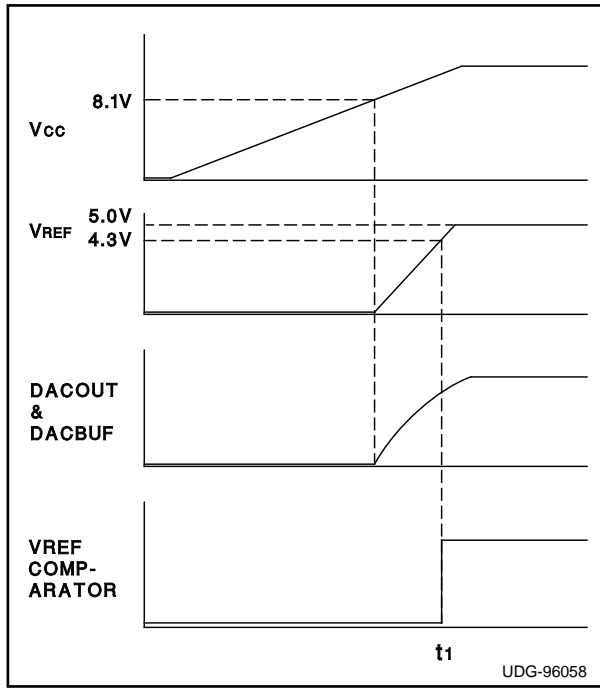 8.1V
Vcc
5.0V
VREF
4.3V
DACOUT
&
DACBUF
VREF
COMP-
ARATOR
t1
UDG-96058